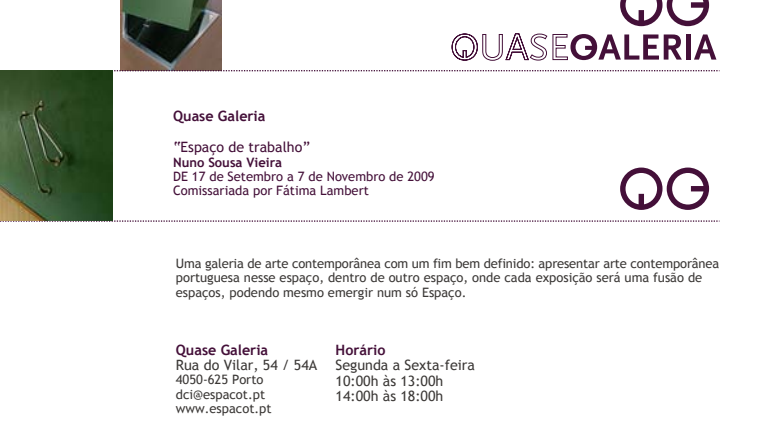 QG
QUASEGALERIA
Quase Galeria
"Espaço de trabalho"
Nuno Sousa Vieira
DE 17 de Setembro a 7 de Novembro de 2009
Comissariada por Fátima Lambert
QG
Uma galeria de arte contemporânea com um fim bem definido: apresentar arte contemporânea
portuguesa nesse espaço, dentro de outro espaço, onde cada exposição será uma fusão de
espaços, podendo mesmo emergir num só Espaço.
Quase Galeria
Rua do Vilar, 54 / 54A
4050-625 Porto
dci@espacot.pt
www.espacot.pt
Horário
Segunda a Sexta-feira
10:00h às 13:00h
14:00h às 18:00h